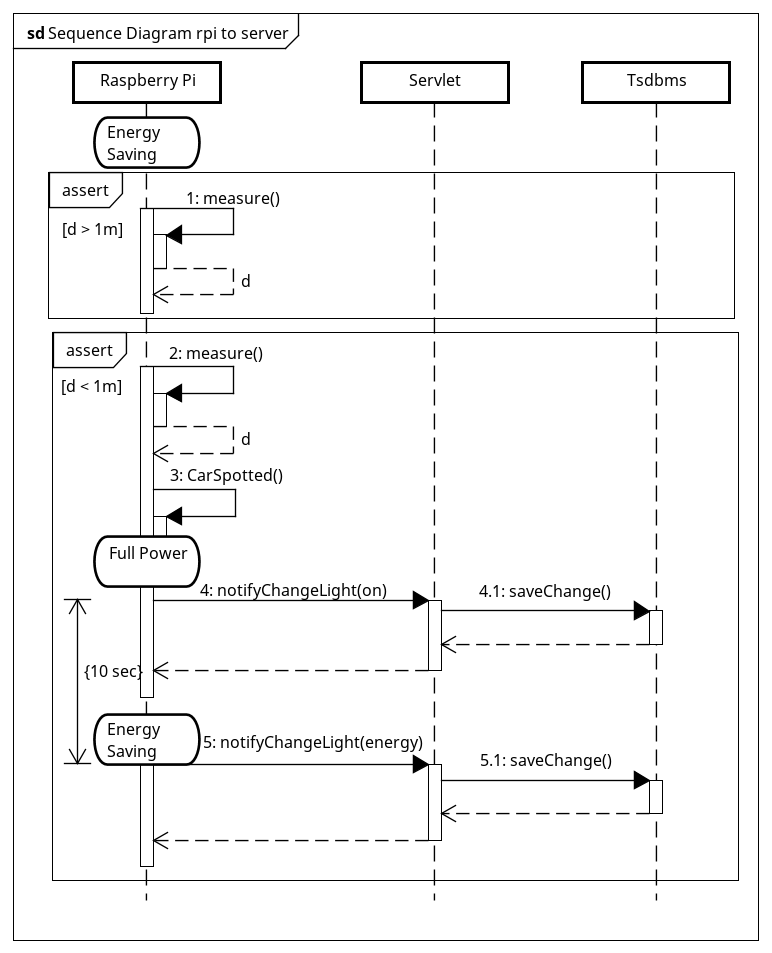 sd Sequence Diagram rpi to server
Raspberry Pi
Servlet
Tsdbms
Energy
Saving
assert
1: measure()
[d > 1m]
d
assert
2: measure()
[d < 1m]
d
3: CarSpotted()
Full Power
4: notifyChangeLight(on)
4.1: saveChange()
{10 sec}
Energy
Saving
5: notifyChangeLight(energy)
5.1: saveChange()